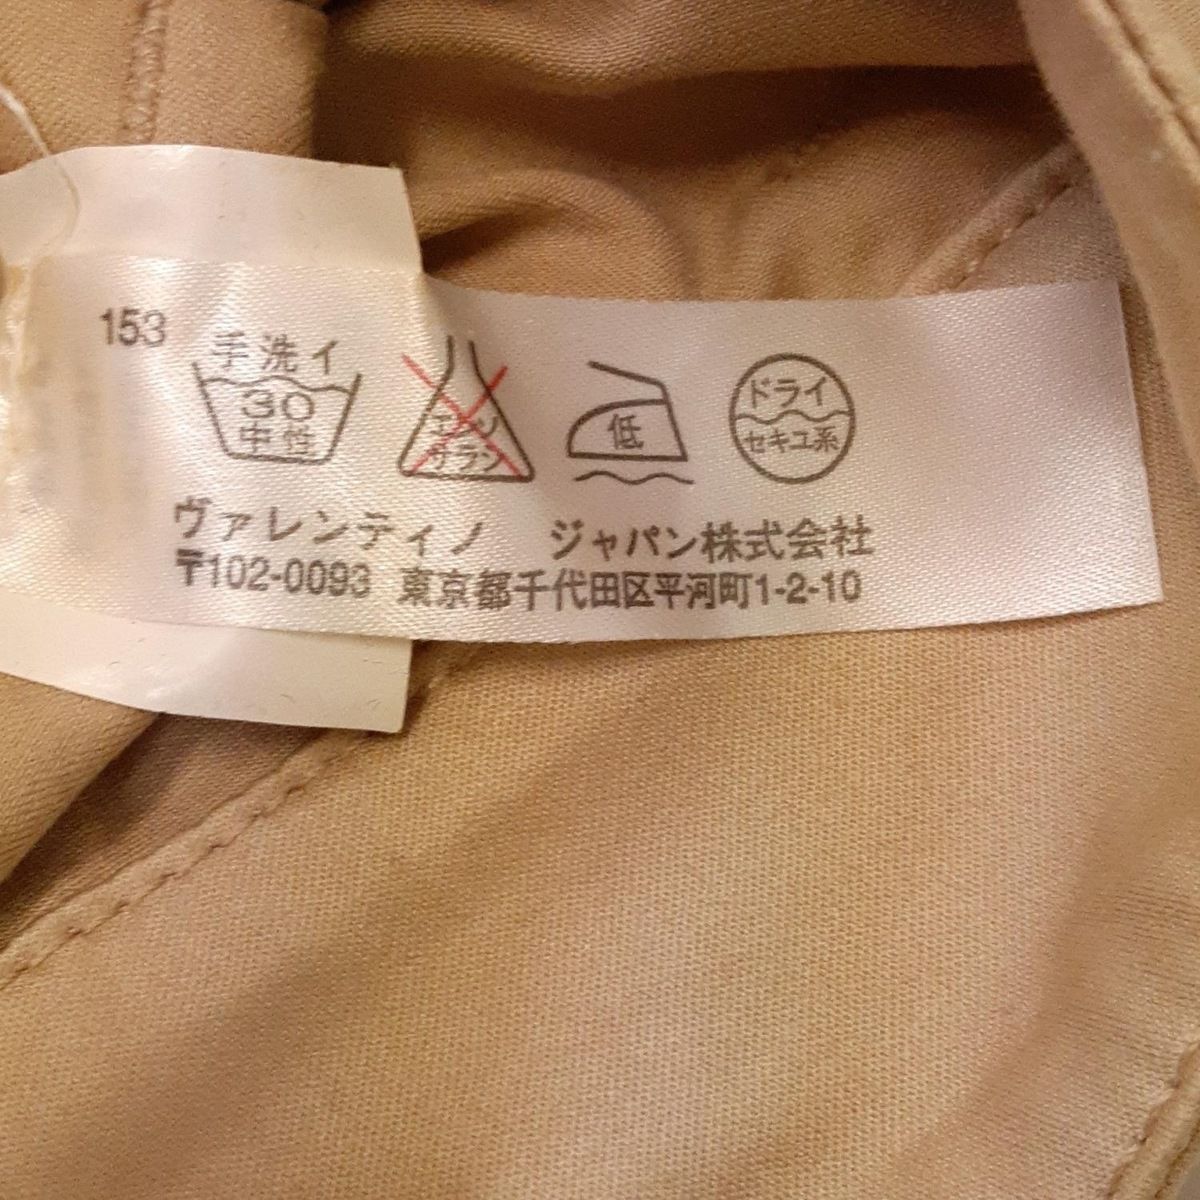 153
手洗イ
30
中性
エンソ
サラシ
低
ドライ
セキユ系
ヴァレンティノ ジャパン株式会社
〒102-0093 東京都千代田区平河町1-2-10